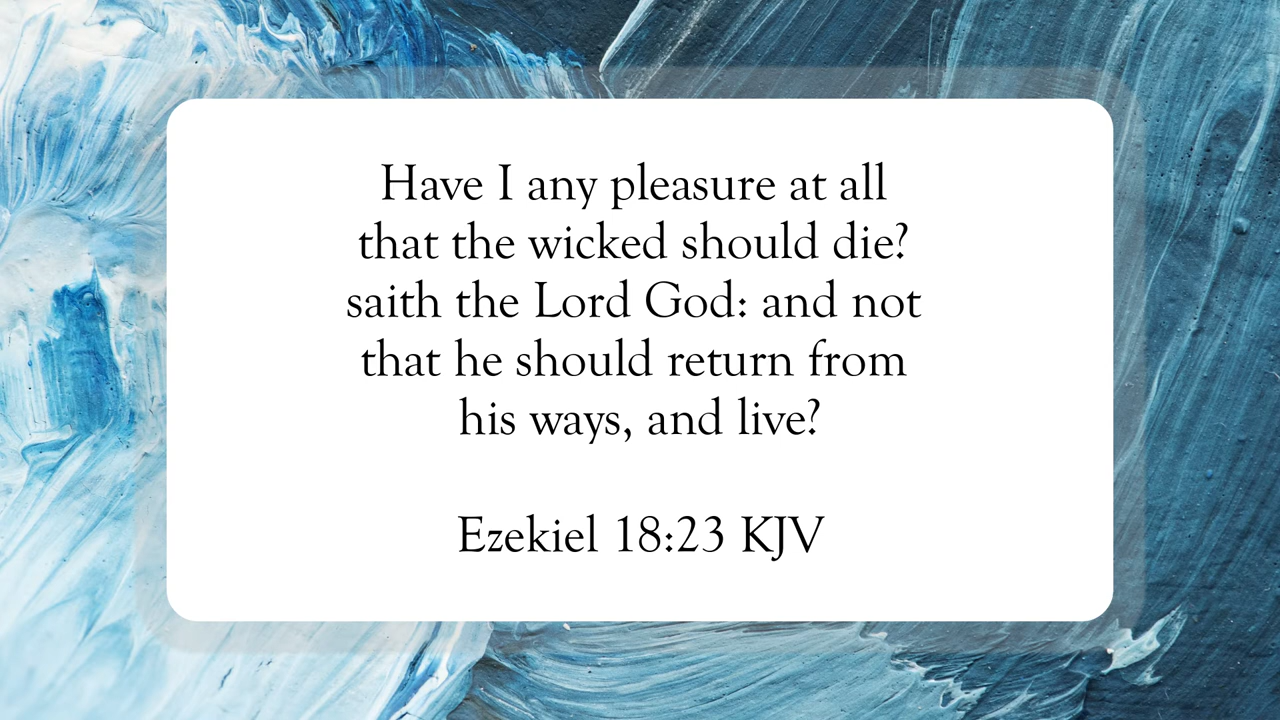 Have I any pleasure at all
that the wicked should die?
saith the Lord God: and not
that he should return from
his ways, and live?
Ezekiel 18:23 KJV